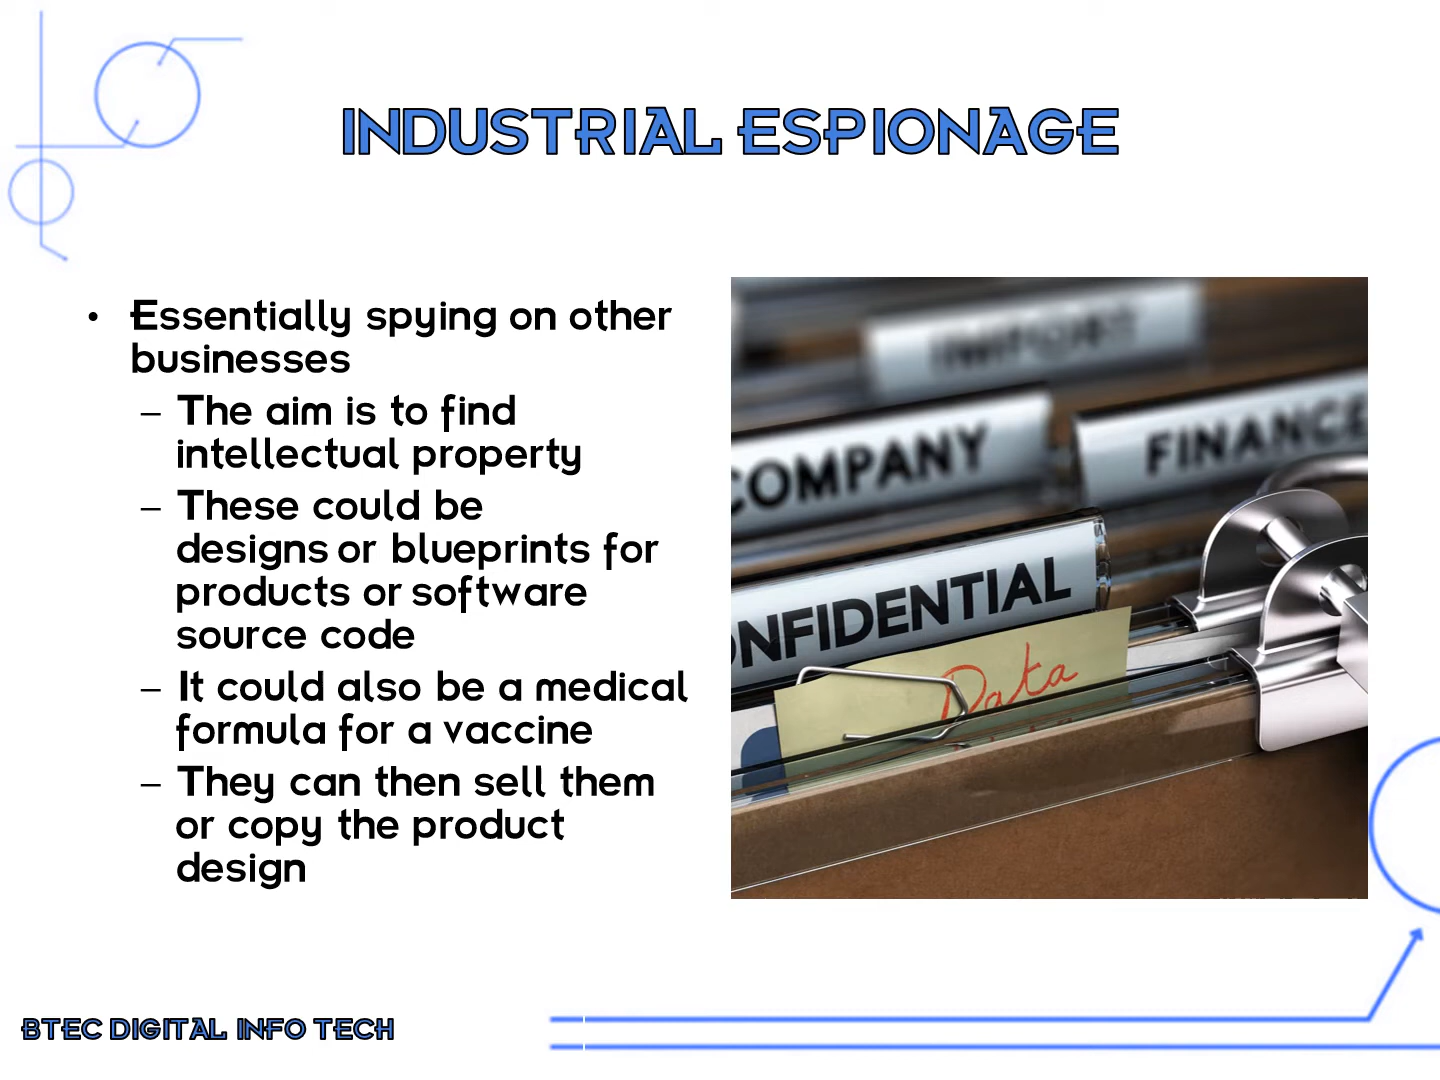 INDUSTRIAL ESPIONAGE
• Essentially spying on other
businesses
– The aim is to find
intellectual property
– These could be
designs or blueprints for
products or software
source code
– It could also be a medical
formula for a vaccine
– They can then sell them
or copy the product
design
IMPORT
COMPANY
FINANCE
ONFIDENTIAL
Data
BTEC DIGITAL INFO TECH